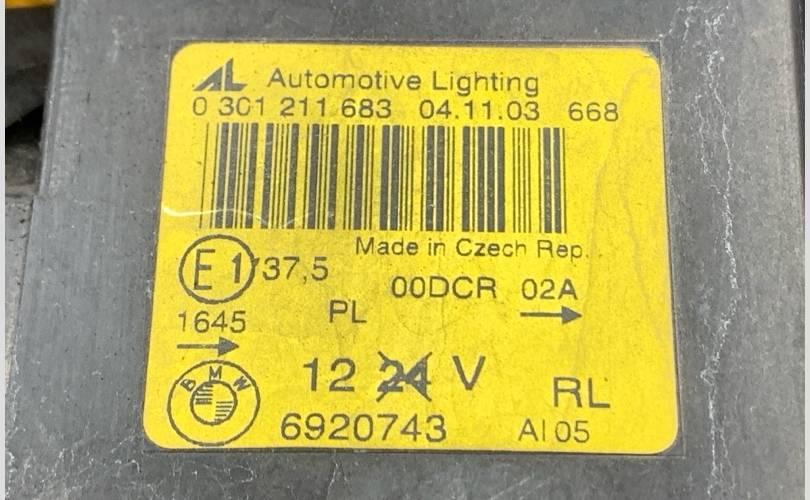 AL Automotive Lighting
0 301 211 683 04.11.03 668
Made in Czech Rep.
E1 37,5
00DCR 02A
1645 PL
12 24 V RL
BMW
6920743 AI 05